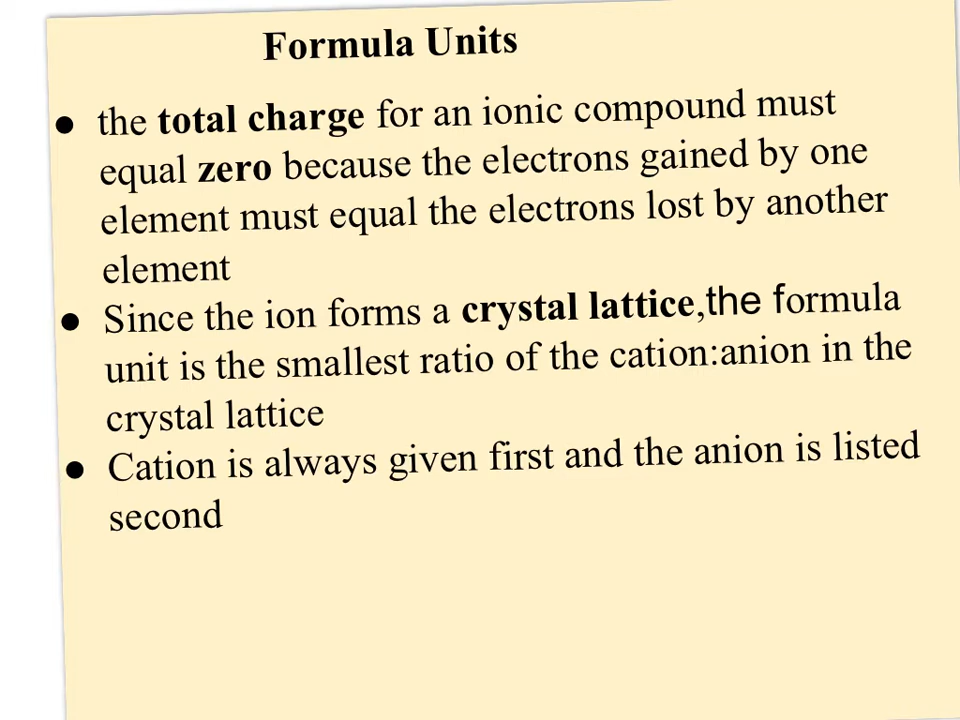 Formula Units
● the total charge for an ionic compound must
equal zero because the electrons gained by one
element must equal the electrons lost by another
element
● Since the ion forms a crystal lattice,the formula
unit is the smallest ratio of the cation:anion in the
crystal lattice
● Cation is always given first and the anion is listed
second